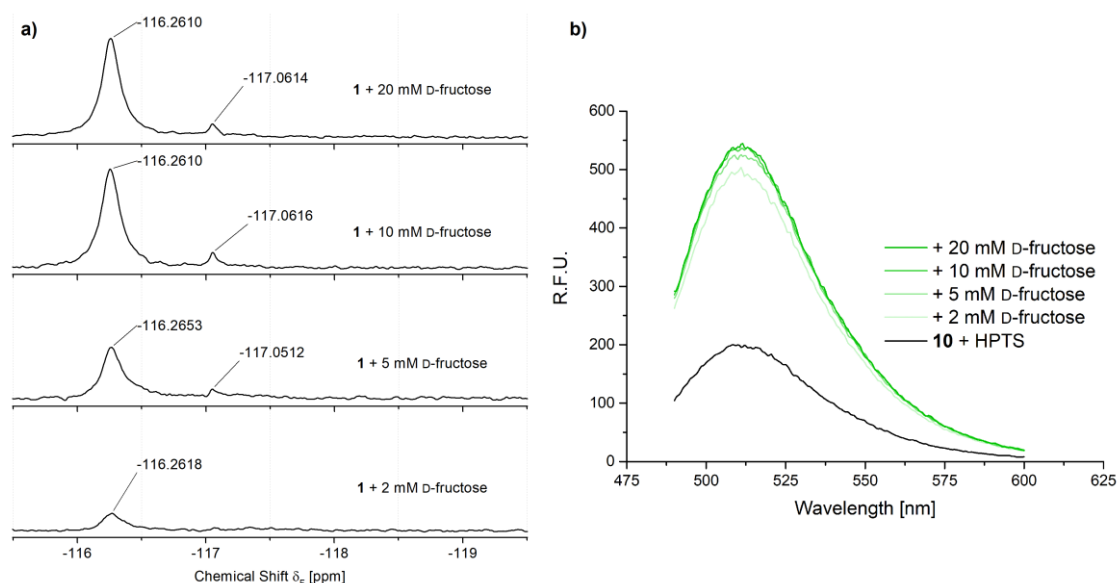 a)
-116.2610
-117.0614
1 + 20 mM D-fructose
-116.2610
-117.0616
1 + 10 mM D-fructose
-116.2653
-117.0512
1 + 5 mM D-fructose
-116.2618
1 + 2 mM D-fructose
-116 -117 -118 -119
Chemical Shift δF [ppm]
b)
600
500
400
300
200
100
0
R.F.U.
+ 20 mM D-fructose
+ 10 mM D-fructose
+ 5 mM D-fructose
+ 2 mM D-fructose
10 + HPTS
475 500 525 550 575 600 625
Wavelength [nm]